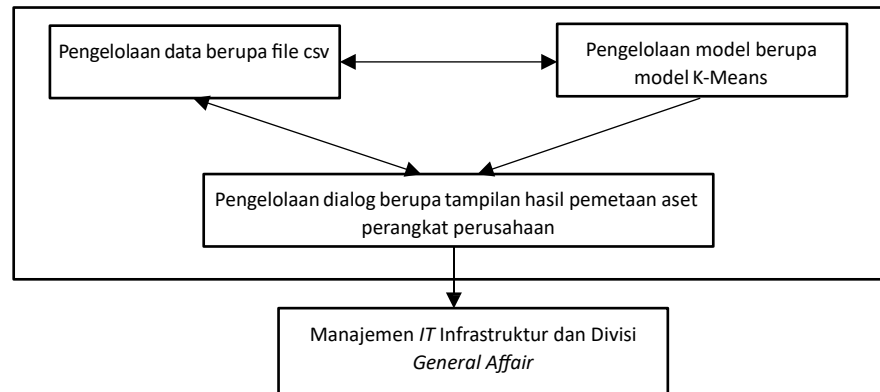 Pengelolaan data berupa file csv
Pengelolaan model berupa
model K-Means
Pengelolaan dialog berupa tampilan hasil pemetaan aset
perangkat perusahaan
Manajemen IT Infrastruktur dan Divisi
General Affair